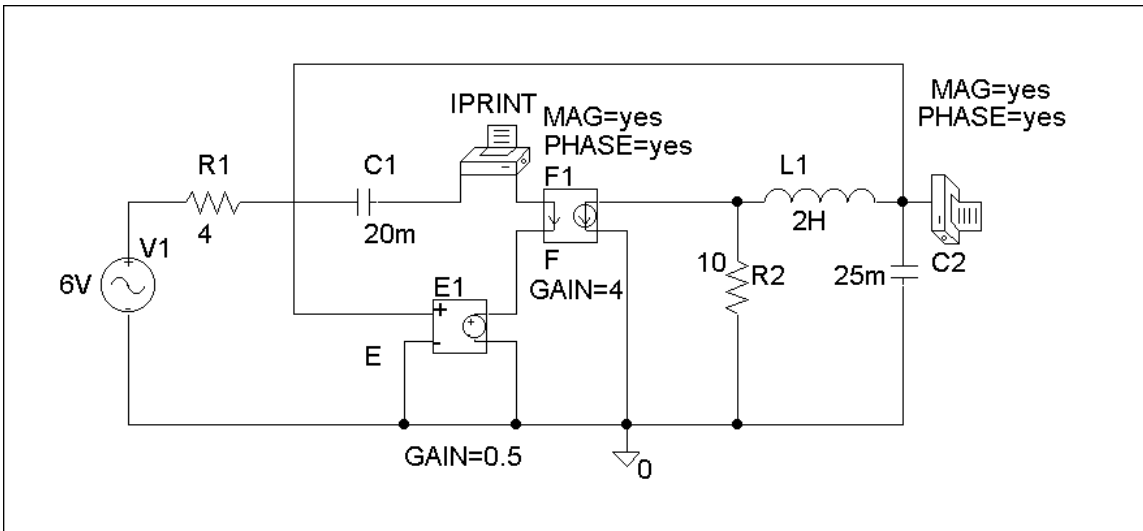 MAG=yes
PHASE=yes
IPRINT
MAG=yes
PHASE=yes
R1
C1
F1
L1
4
20m
2H
V1
6V
+
-
E1
+
-
+
F
GAIN=4
10
R2
25m
C2
E
GAIN=0.5
0